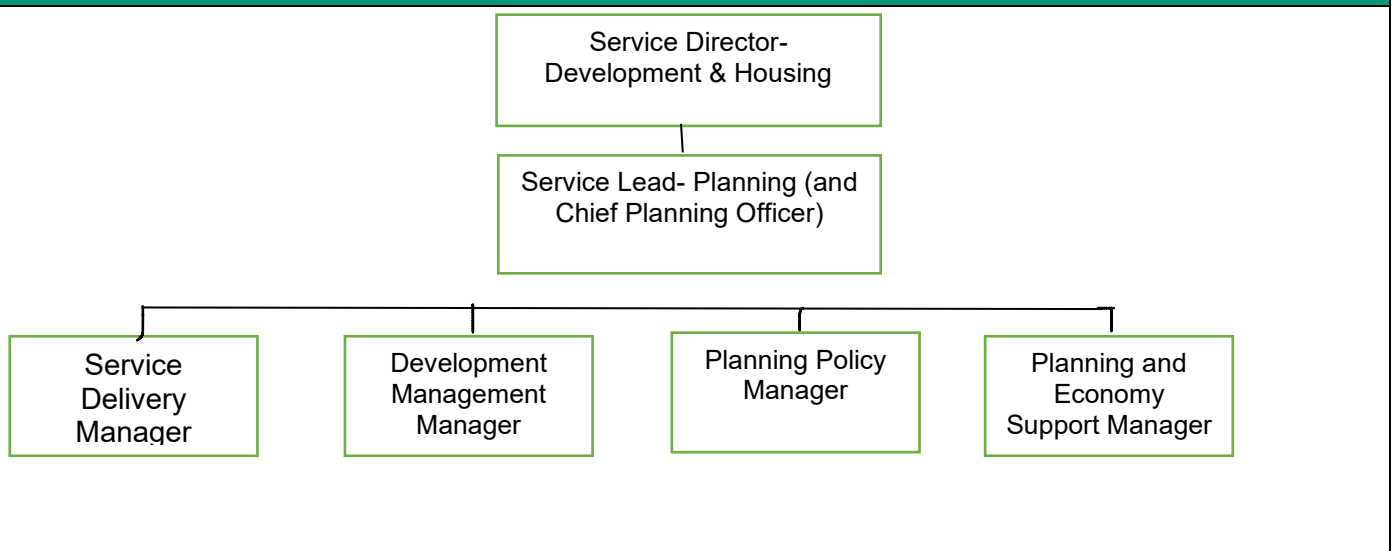 Service Director-
Development & Housing
Service Lead- Planning (and
Chief Planning Officer)
Service
Delivery
Manager
Development
Management
Manager
Planning Policy
Manager
Planning and
Economy
Support Manager